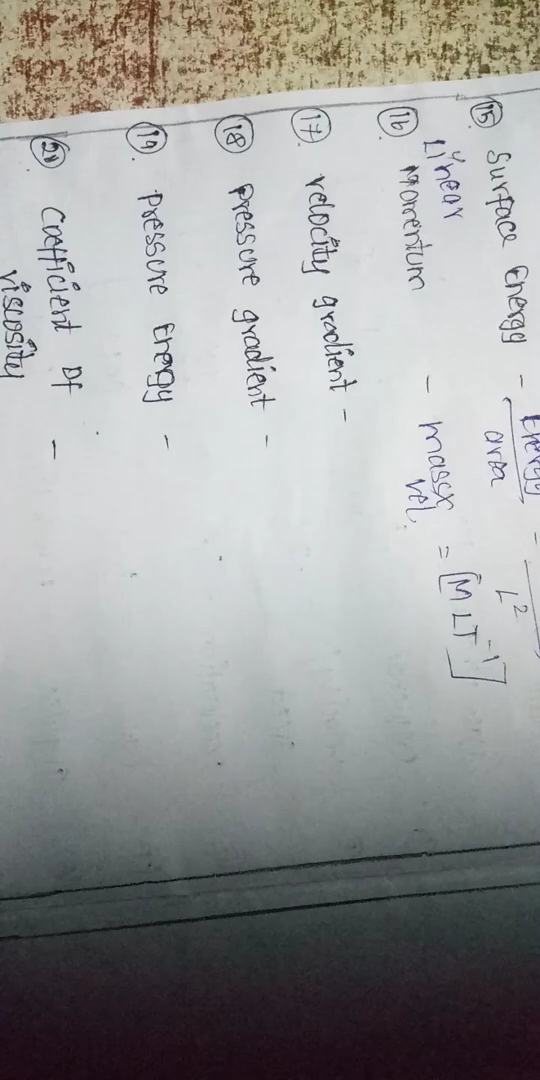 15 Surface Energy - Energy / area = / L²
16 Linear Momentum - mass x vel. = [M LT⁻¹]
17. velocity gradient -
18 pressure gradient -
19. pressure Energy -
20. Coefficient Of viscosity -